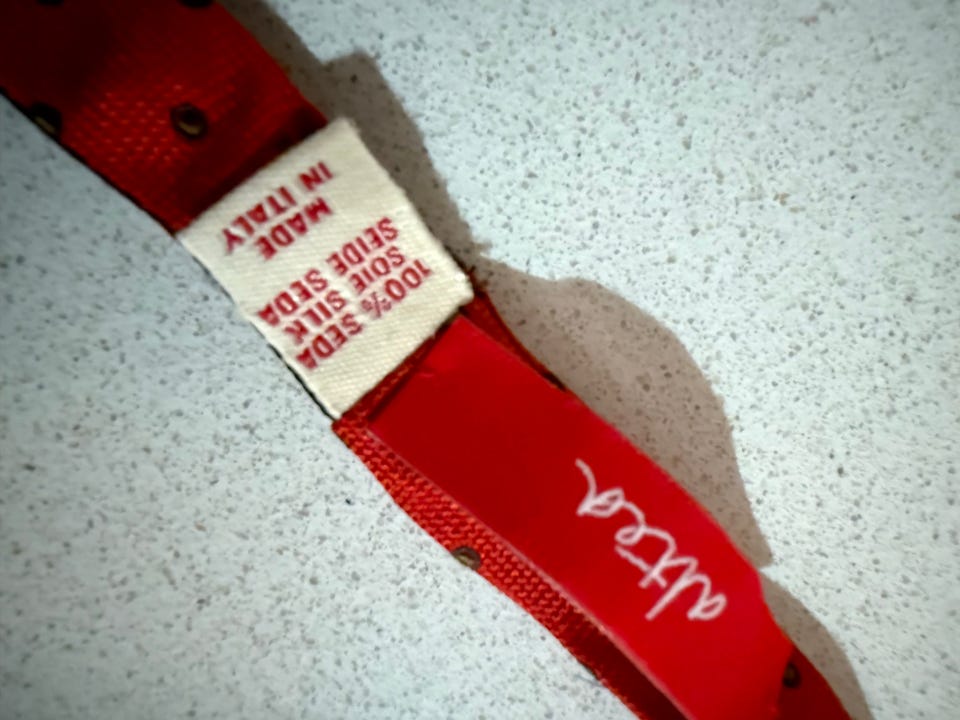 100% SEDA
SOIE SILK
SEIDE SEDA
MADE
IN ITALY
altea